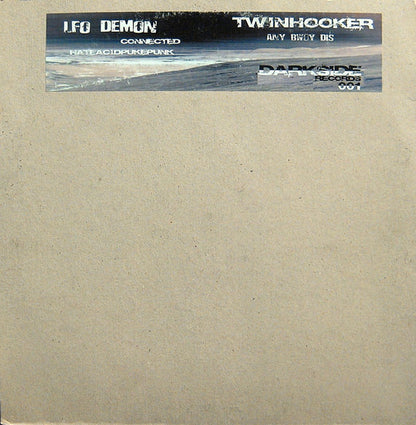 LFO DEMON
CONNECTED
HATEACIDPUKEPUNK
TWINHOOKER
ANY BWOY DIS
DARKSIDE
RECORDS
001